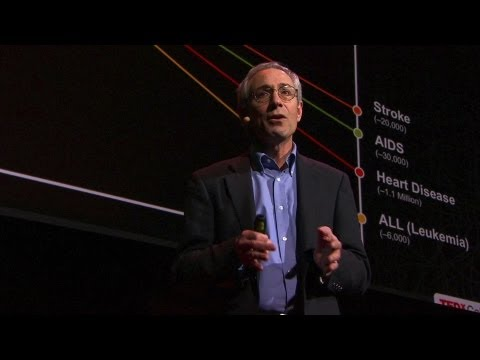 Stroke
(~20,000)
AIDS
(~30,000)
Heart Disease
(~1.1 Million)
ALL (Leukemia)
(~6,000)